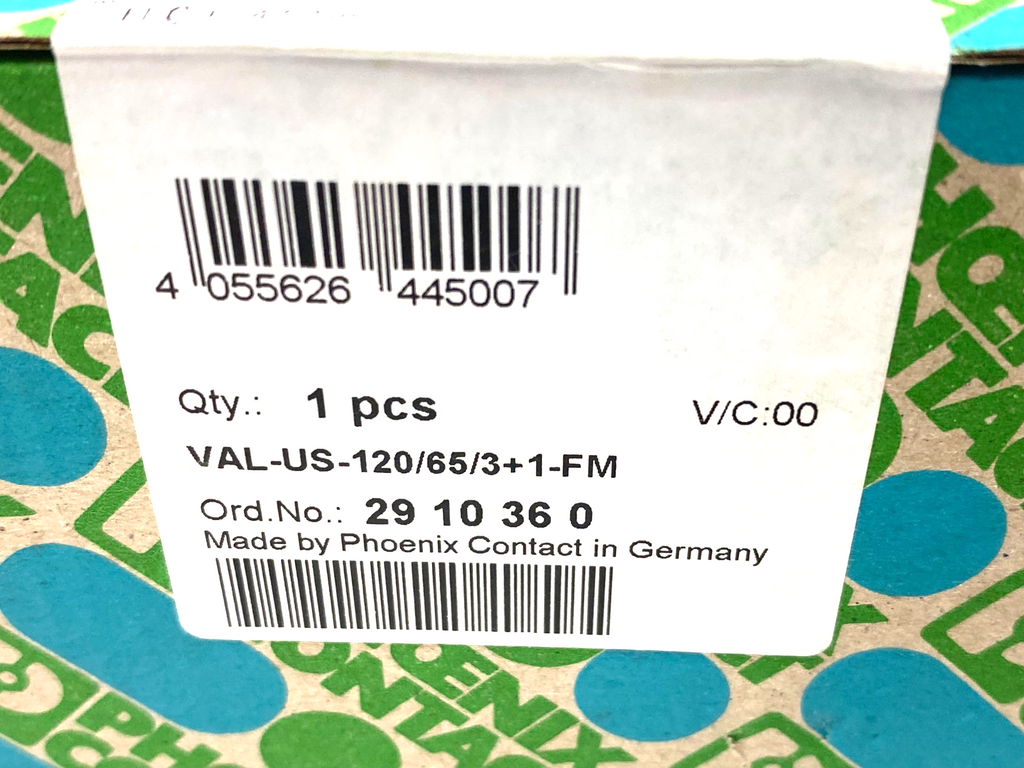 4 055626 445007
Qty.: 1 pcs V/C:00
VAL-US-120/65/3+1-FM
Ord.No.: 29 10 36 0
Made by Phoenix Contact in Germany
PHOENIX
CONTACT